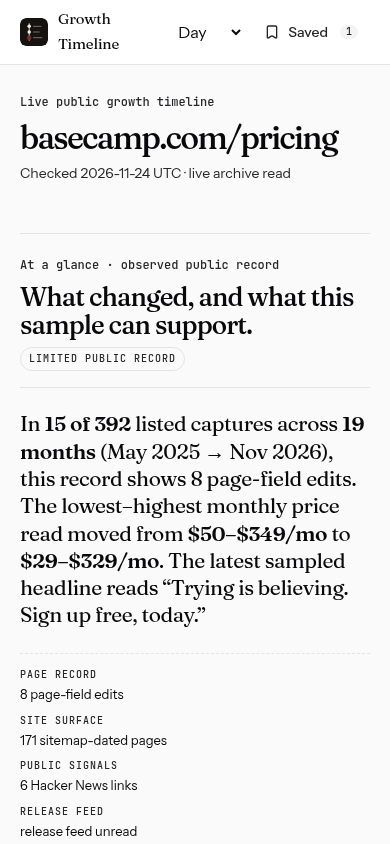 Growth
Timeline
Day
Saved 1
Live public growth timeline
basecamp.com/pricing
Checked 2026-11-24 UTC · live archive read
At a glance · observed public record
What changed, and what this
sample can support.
LIMITED PUBLIC RECORD
In 15 of 392 listed captures across 19
months (May 2025 → Nov 2026),
this record shows 8 page-field edits.
The lowest–highest monthly price
read moved from $50–$349/mo to
$29–$329/mo. The latest sampled
headline reads “Trying is believing.
Sign up free, today.”
PAGE RECORD
8 page-field edits
SITE SURFACE
171 sitemap-dated pages
PUBLIC SIGNALS
6 Hacker News links
RELEASE FEED
release feed unread